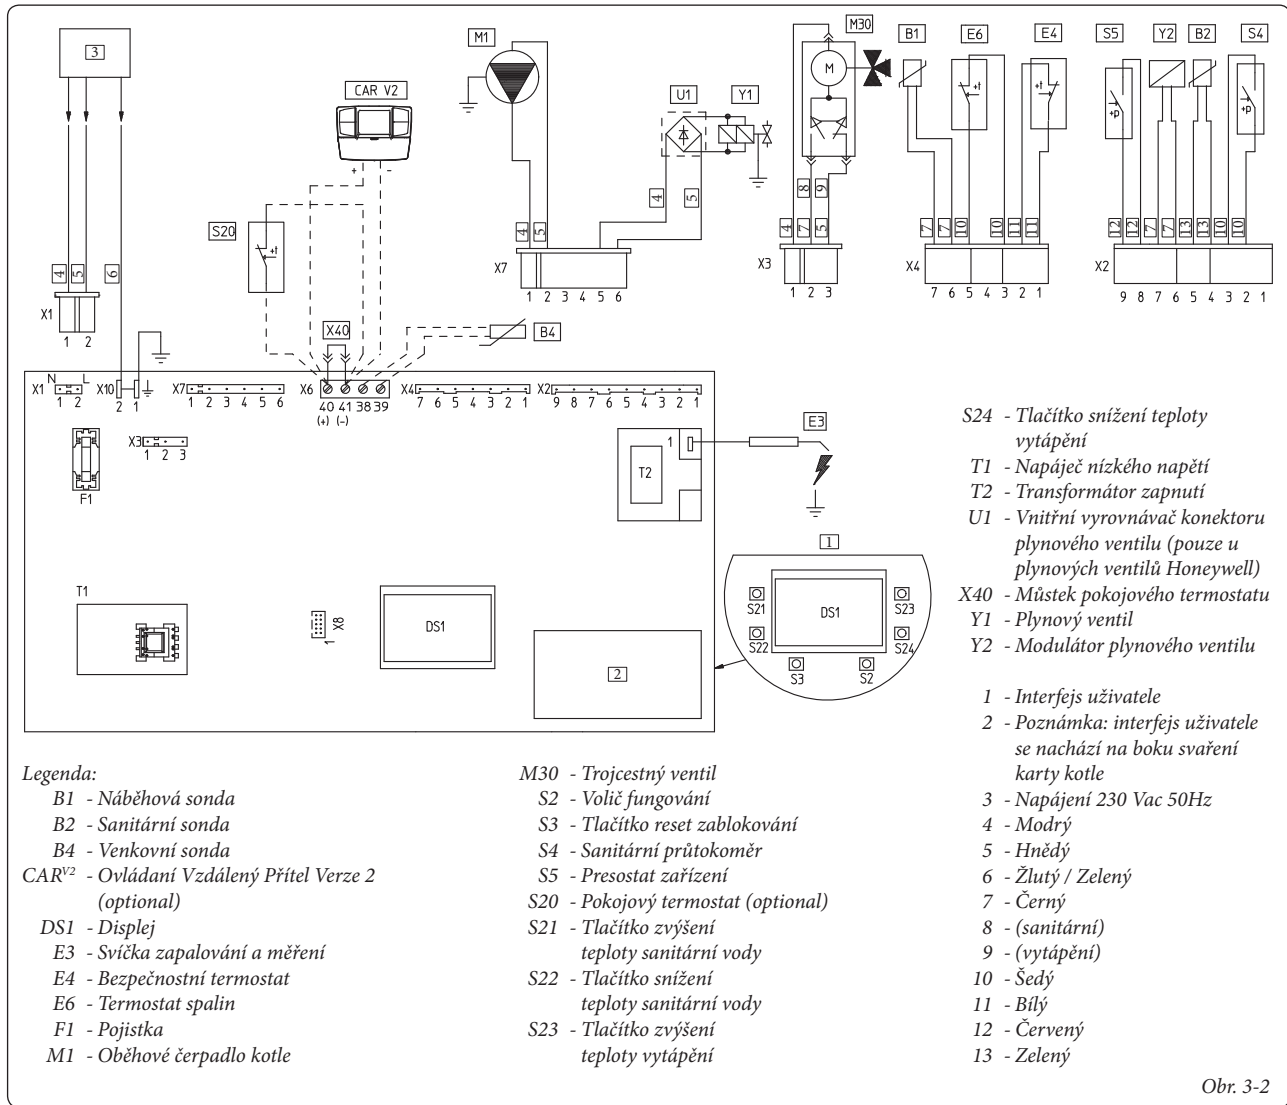 3
CAR V2
+ -
S20 +t
M1
U1 Y1
M30
M
B1 E6 E4
+t +t
S5 Y2 B2 S4
+P +P
4 5 6
X1
1 2
X40
B4
4 5 4 5
X7
1 2 3 4 5 6
8 9
4 7 5
X3
1 2 3
7 7 10 10 11 11
X4
7 6 5 4 3 2 1
12 12 7 7 13 13 10 10
X2
9 8 7 6 5 4 3 2 1
X1 N L
1 2
X10
2 1
X7
1 2 3 4 5 6
X6
40 41 38 39
(+) (-)
X4
7 6 5 4 3 2 1
X2
9 8 7 6 5 4 3 2 1
X3
1 2 3
F1
1
T2
E3
T1
X8
1
DS1
2
1
S21 S23
DS1
S22 S24
S3 S2
Legenda:
B1 - Náběhová sonda
B2 - Sanitární sonda
B4 - Venkovní sonda
CARV2 - Ovládaní Vzdálený Přítel Verze 2
(optional)
DS1 - Displej
E3 - Svíčka zapalování a měření
E4 - Bezpečnostní termostat
E6 - Termostat spalin
F1 - Pojistka
M1 - Oběhové čerpadlo kotle
M30 - Trojcestný ventil
S2 - Volič fungování
S3 - Tlačítko reset zablokování
S4 - Sanitární průtokoměr
S5 - Presostat zařízení
S20 - Pokojový termostat (optional)
S21 - Tlačítko zvýšení
teploty sanitární vody
S22 - Tlačítko snížení
teploty sanitární vody
S23 - Tlačítko zvýšení
teploty vytápění
S24 - Tlačítko snížení teploty
vytápění
T1 - Napáječ nízkého napětí
T2 - Transformátor zapnutí
U1 - Vnitřní vyrovnávač konektoru
plynového ventilu (pouze u
plynových ventilů Honeywell)
X40 - Můstek pokojového termostatu
Y1 - Plynový ventil
Y2 - Modulátor plynového ventilu
1 - Interfejs uživatele
2 - Poznámka: interfejs uživatele
se nachází na boku svaření
karty kotle
3 - Napájení 230 Vac 50Hz
4 - Modrý
5 - Hnědý
6 - Žlutý / Zelený
7 - Černý
8 - (sanitární)
9 - (vytápění)
10 - Šedý
11 - Bílý
12 - Červený
13 - Zelený
Obr. 3-2